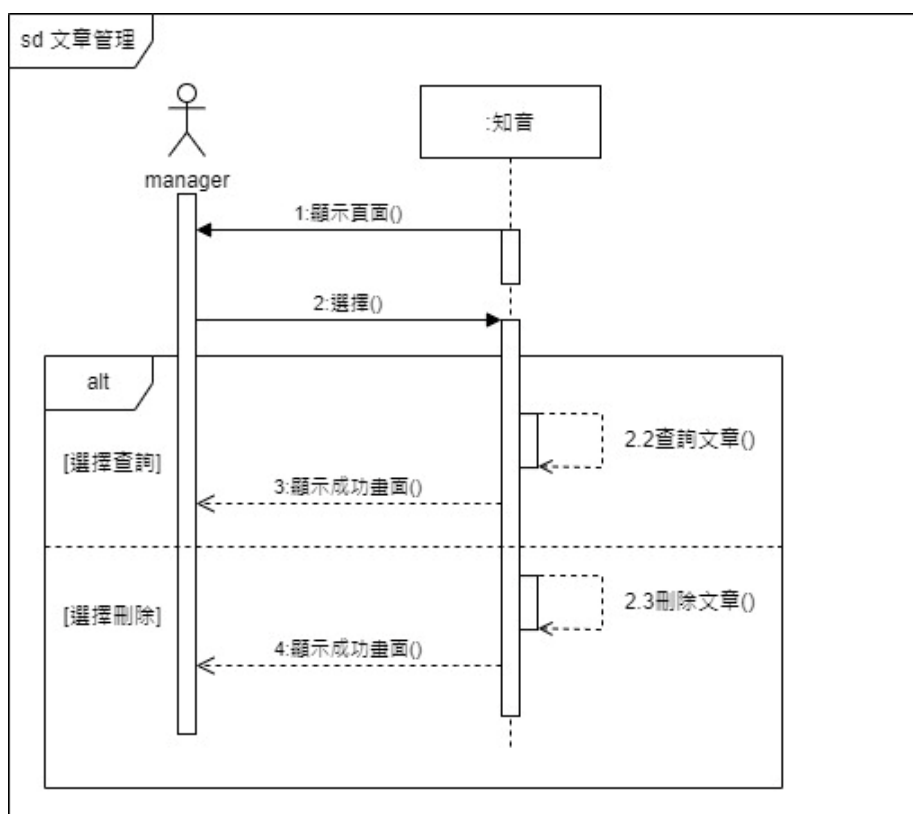 sd 文章管理
:知音
manager
1:顯示頁面()
2:選擇()
alt
2.2查詢文章()
[選擇查詢]
3:顯示成功畫面()
2.3刪除文章()
[選擇刪除]
4:顯示成功畫面()